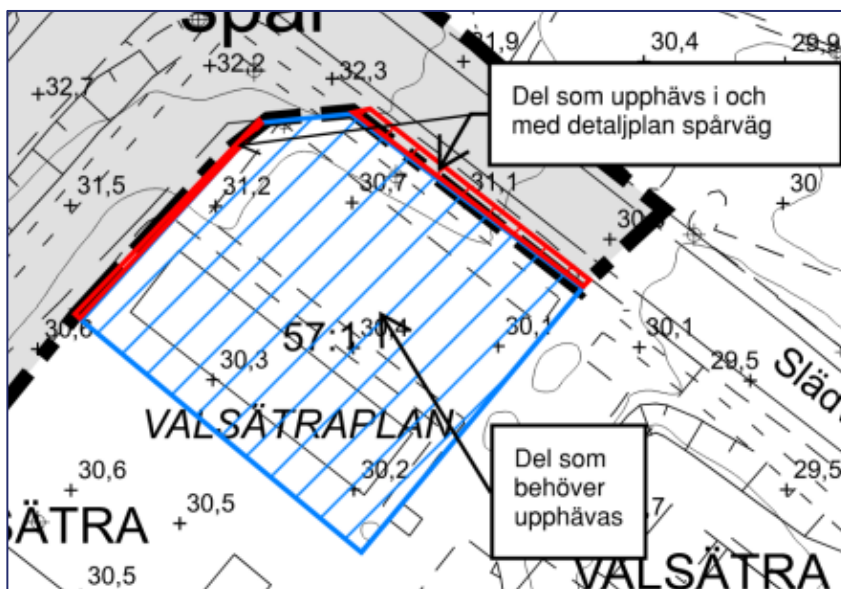 spår
31,9
30,4
29,9
32,7
32,2
32,3
Del som upphävs i och
med detaljplan spårväg
31,5
31,2
30,7
31,1
30
30,6
57:1
30,4
30,1
30,1
30,3
29,5
Släd
VALSÄTRAPLAN
30,6
30,5
30,2
Del som
behöver
upphävas
29,5
SÄTRA
30,5
VALSÄTRA